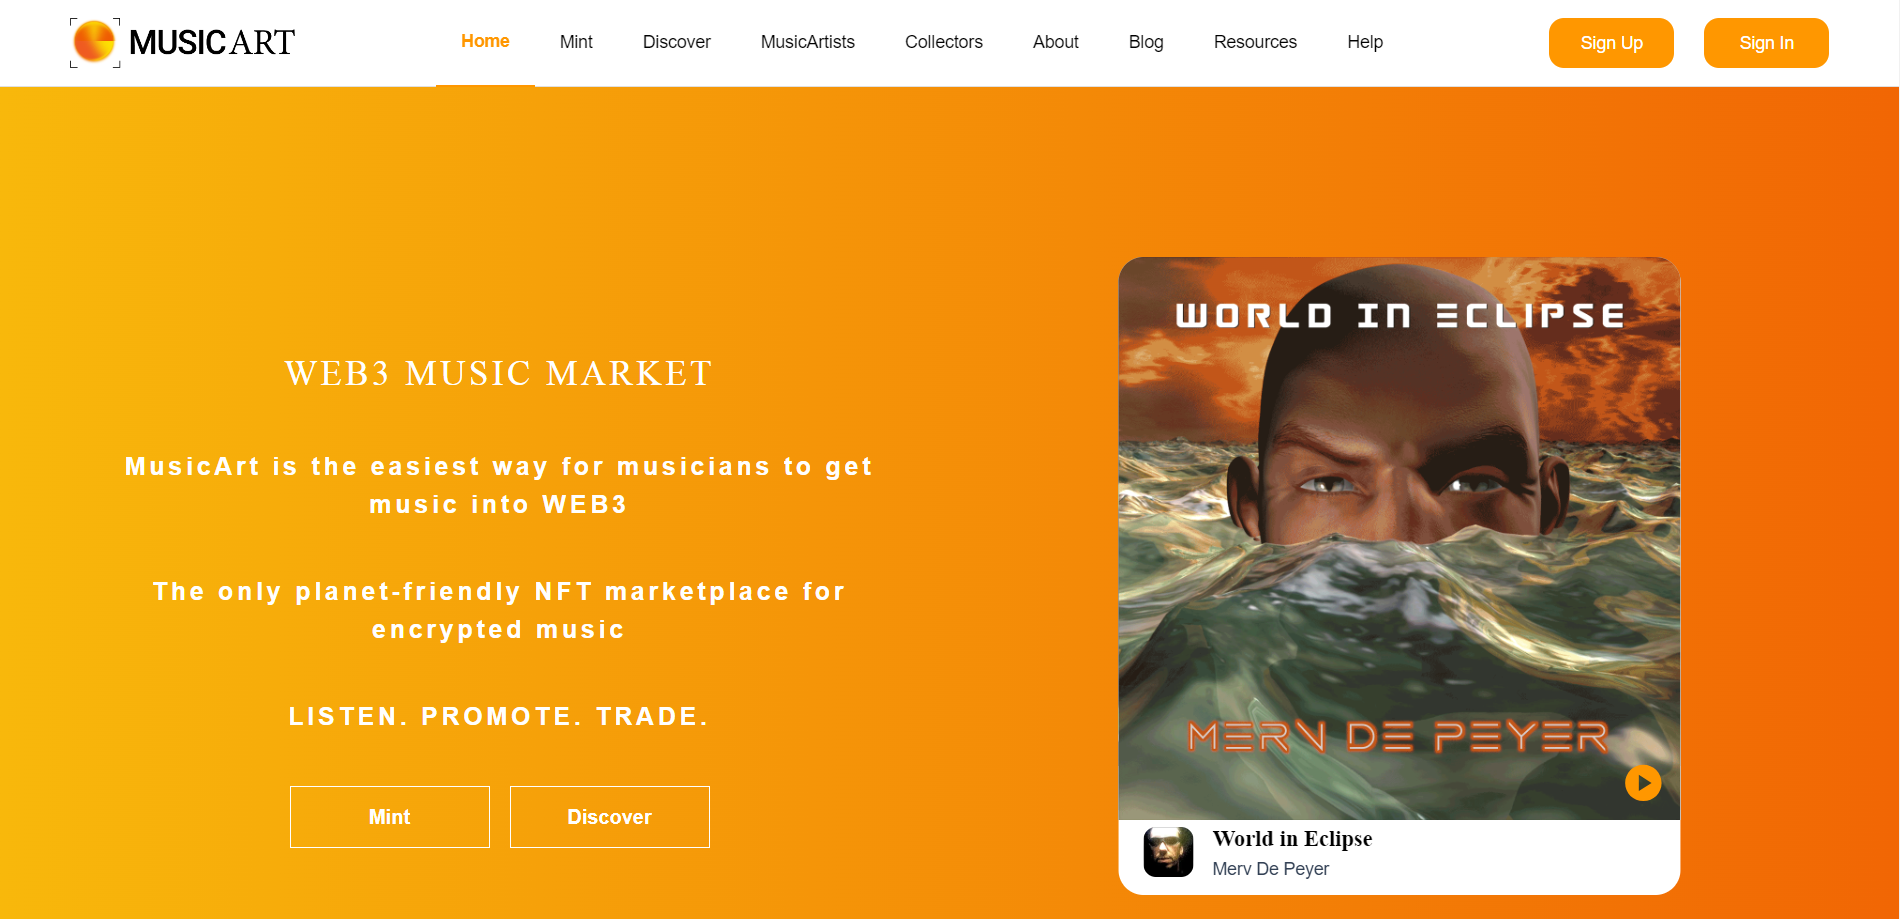 MUSICART
Home
Mint
Discover
MusicArtists
Collectors
About
Blog
Resources
Help
Sign Up
Sign In
WEB3 MUSIC MARKET
MusicArt is the easiest way for musicians to get
music into WEB3
The only planet-friendly NFT marketplace for
encrypted music
LISTEN. PROMOTE. TRADE.
Mint
Discover
WORLD IN ECLIPSE
MERV DE PEYER
World in Eclipse
Merv De Peyer